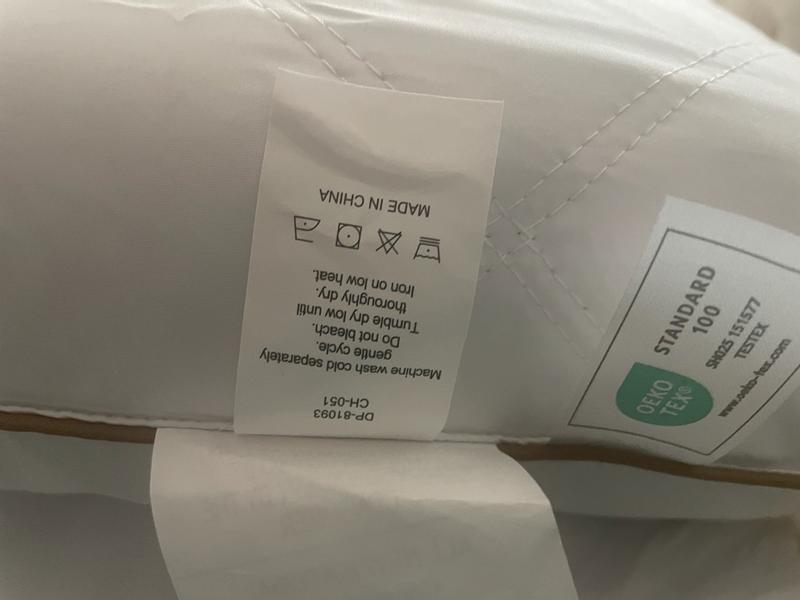 DP-81093
CH-051
Machine wash cold separately
gentle cycle.
Do not bleach.
Tumble dry low until
thoroughly dry.
Iron on low heat.
MADE IN CHINA
OEKO
TEX®
STANDARD
100
SH025 151577
TESTEX
www.oeko-tex.com